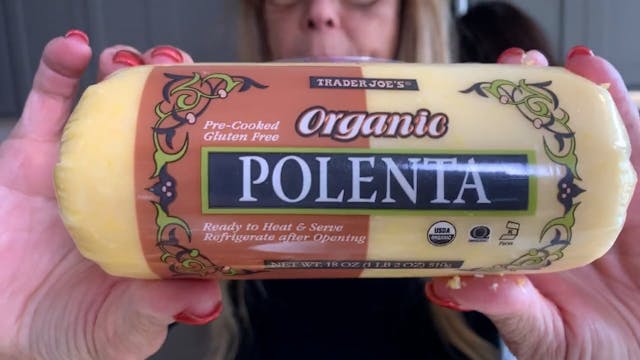 TRADER JOE'S
Pre-Cooked
Gluten Free
Organic
POLENTA
Ready to Heat & Serve
Refrigerate after Opening
USDA
ORGANIC
NET WT. 18 OZ (1 LB 2 OZ) 510g